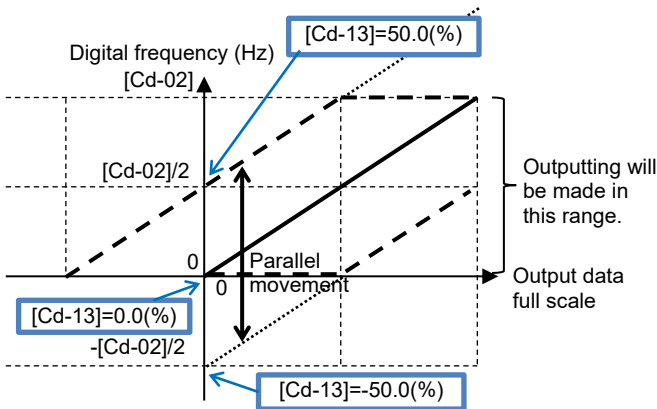 [Cd-13]=50.0(%)
Digital frequency (Hz)
[Cd-02]
[Cd-02]/2
Outputting will
be made in
this range.
0
0
Parallel
movement
Output data
full scale
[Cd-13]=0.0(%)
-[Cd-02]/2
[Cd-13]=-50.0(%)